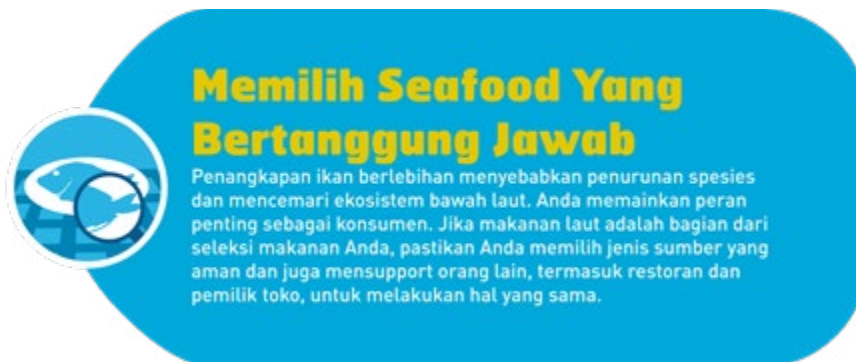 Memilih Seafood Yang
Bertanggung Jawab
Penangkapan ikan berlebihan menyebabkan penurunan spesies
dan mencemari ekosistem bawah laut. Anda memainkan peran
penting sebagai konsumen. Jika makanan laut adalah bagian dari
seleksi makanan Anda, pastikan Anda memilih jenis sumber yang
aman dan juga mensupport orang lain, termasuk restoran dan
pemilik toko, untuk melakukan hal yang sama.